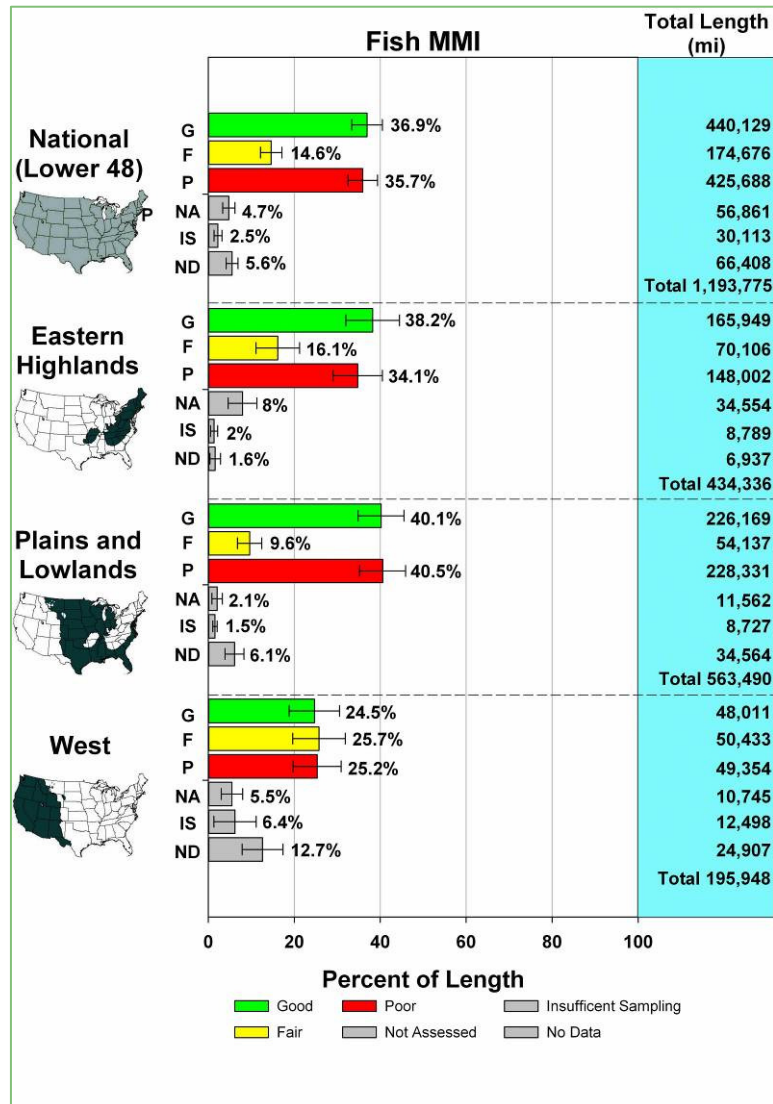 Fish MMI
Total Length
(mi)
National
(Lower 48)
P
G 36.9% 440,129
F 14.6% 174,676
P 35.7% 425,688
NA 4.7% 56,861
IS 2.5% 30,113
ND 5.6% 66,408
Total 1,193,775
Eastern
Highlands
G 38.2% 165,949
F 16.1% 70,106
P 34.1% 148,002
NA 8% 34,554
IS 2% 8,789
ND 1.6% 6,937
Total 434,336
Plains and
Lowlands
G 40.1% 226,169
F 9.6% 54,137
P 40.5% 228,331
NA 2.1% 11,562
IS 1.5% 8,727
ND 6.1% 34,564
Total 563,490
West
G 24.5% 48,011
F 25.7% 50,433
P 25.2% 49,354
NA 5.5% 10,745
IS 6.4% 12,498
ND 12.7% 24,907
Total 195,948
0 20 40 60 80 100
Percent of Length
Good Poor Insufficent Sampling
Fair Not Assessed No Data